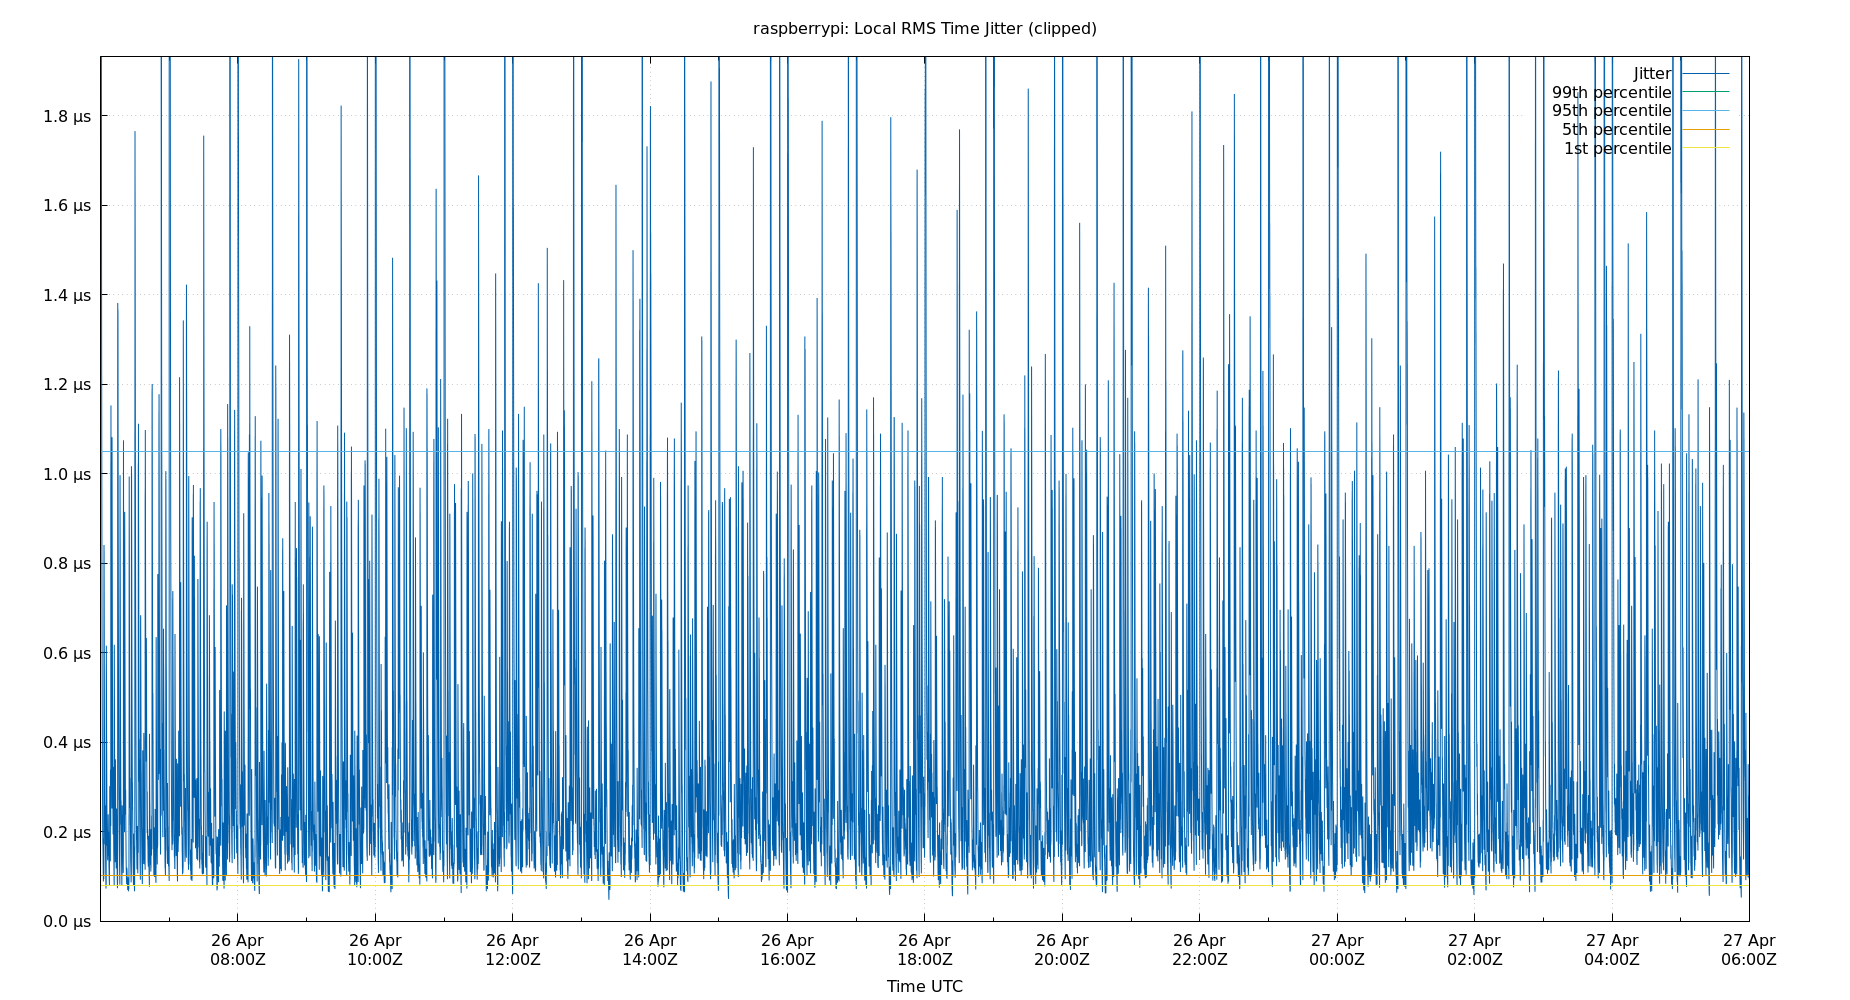 raspberrypi: Local RMS Time Jitter (clipped)
Jitter
99th percentile
95th percentile
5th percentile
1st percentile
1.8 µs
1.6 µs
1.4 µs
1.2 µs
1.0 µs
0.8 µs
0.6 µs
0.4 µs
0.2 µs
0.0 µs
26 Apr 26 Apr 26 Apr 26 Apr 26 Apr 26 Apr 26 Apr 26 Apr 27 Apr 27 Apr 27 Apr 27 Apr
08:00Z 10:00Z 12:00Z 14:00Z 16:00Z 18:00Z 20:00Z 22:00Z 00:00Z 02:00Z 04:00Z 06:00Z
Time UTC